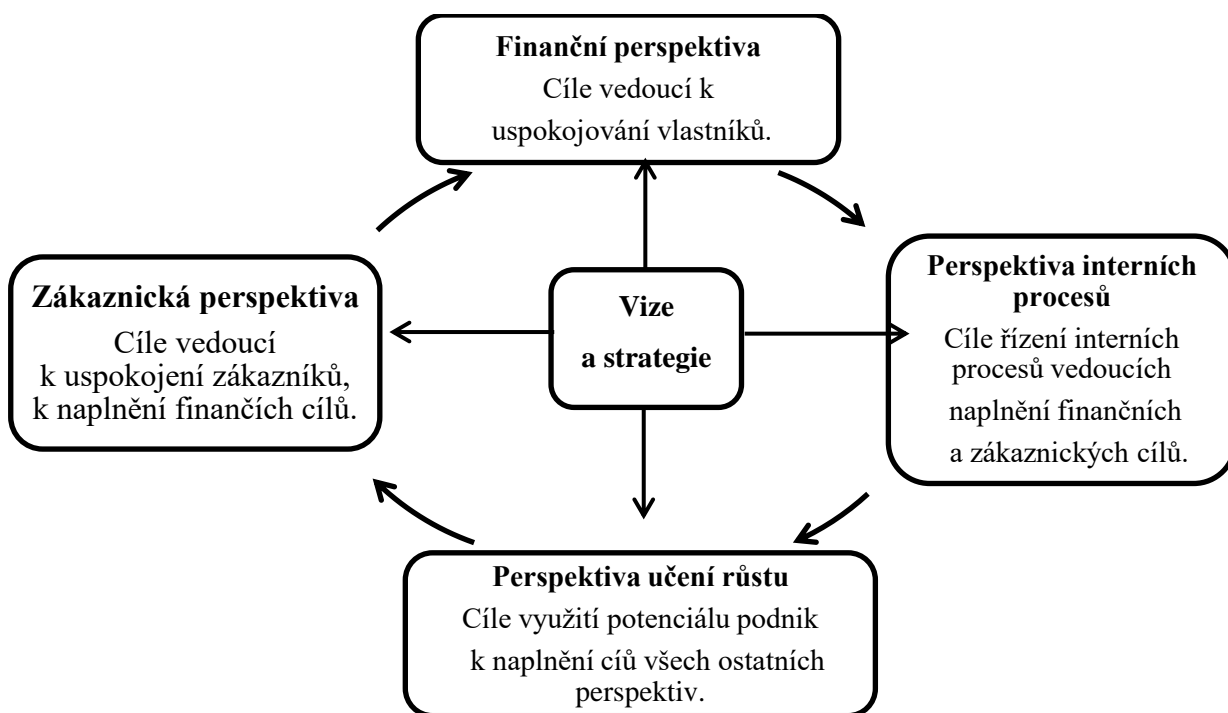 Finanční perspektiva
Cíle vedoucí k
uspokojování vlastníků.
Zákaznická perspektiva
Cíle vedoucí
k uspokojení zákazníků,
k naplnění finančích cílů.
Vize
a strategie
Perspektiva interních
procesů
Cíle řízení interních
procesů vedoucích
naplnění finančních
a zákaznických cílů.
Perspektiva učení růstu
Cíle využití potenciálu podnik
k naplnění cíů všech ostatních
perspektiv.